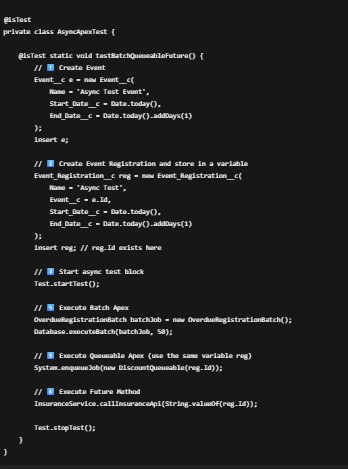 @isTest
private class AsyncApexTest {
@isTest static void testBatchQueueableFuture() {
// 1️⃣ Create Event
Event__c e = new Event__c(
Name = 'Async Test Event',
Start_Date__c = Date.today(),
End_Date__c = Date.today().addDays(1)
);
insert e;
// 2️⃣ Create Event Registration and store in a variable
Event_Registration__c reg = new Event_Registration__c(
Name = 'Async Test',
Event__c = e.Id,
Start_Date__c = Date.today(),
End_Date__c = Date.today().addDays(1)
);
insert reg; // reg.Id exists here
// 3️⃣ Start async test block
Test.startTest();
// 4️⃣ Execute Batch Apex
OverdueRegistrationBatch batchJob = new OverdueRegistrationBatch();
Database.executeBatch(batchJob, 50);
// 5️⃣ Execute Queueable Apex (use the same variable reg)
System.enqueueJob(new DiscountQueueable(reg.Id));
// 6️⃣ Execute Future Method
InsuranceService.callInsuranceApi(String.valueOf(reg.Id));
Test.stopTest();
}
}